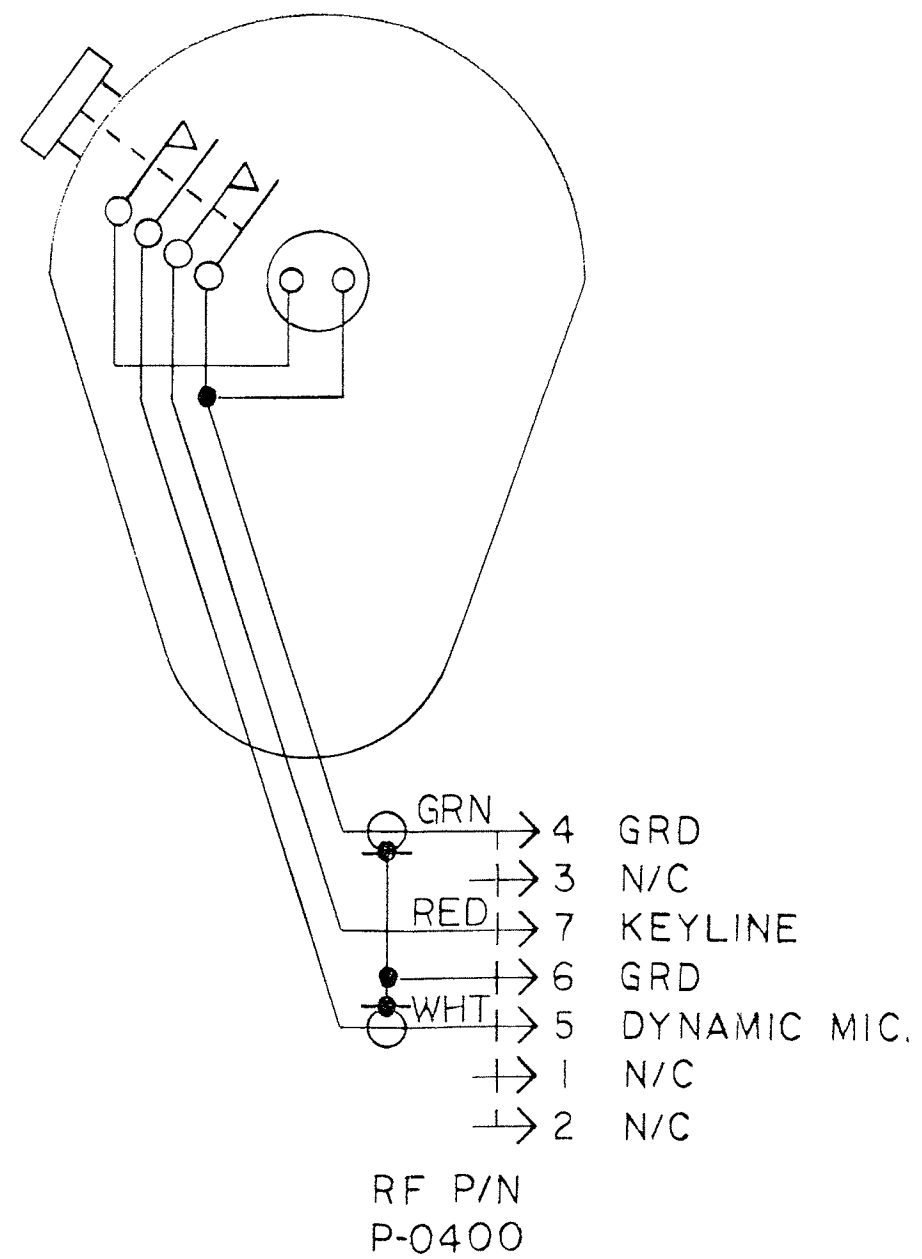 GRN 4 GRD
3 N/C
RED 7 KEYLINE
6 GRD
WHT 5 DYNAMIC MIC.
1 N/C
2 N/C
RF P/N
P-0400